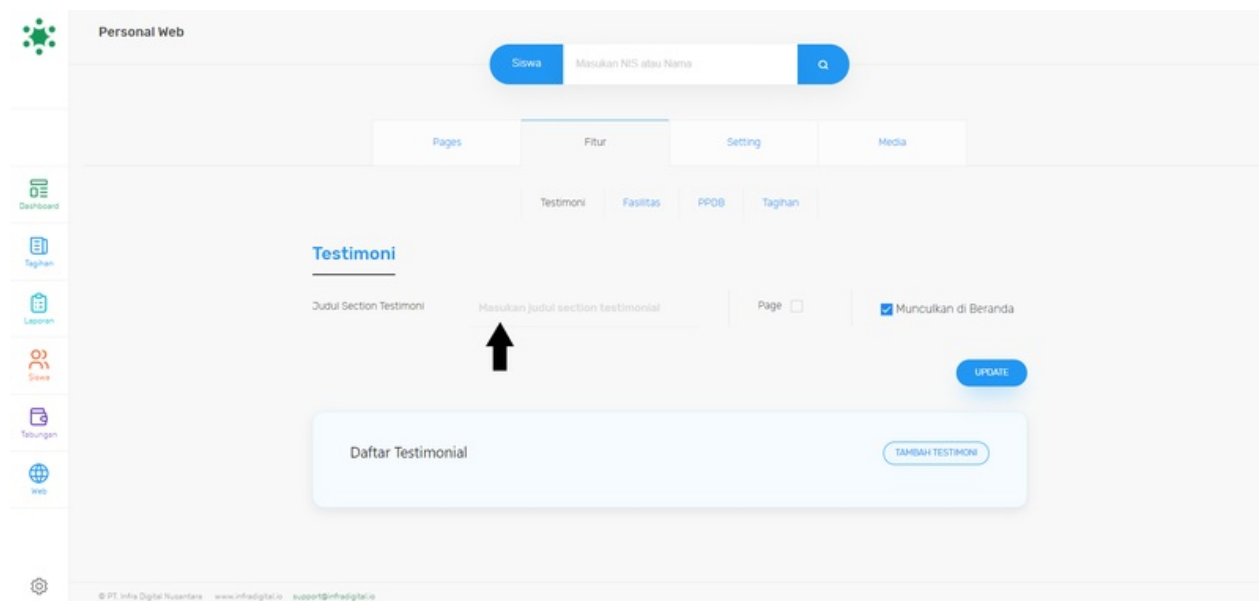 Personal Web
Siswa Masukan NIS atau Nama
Pages Fitur Setting Media
Dashboard
Testimoni Fasilitas PPDB Tagihan
Tagihan
Testimoni
Laporan
Judul Section Testimoni Masukan judul section testimonial Page Munculkan di Beranda
Siswa
UPDATE
Tabungan
Daftar Testimonial TAMBAH TESTIMONI
Web
© PT. Infra Digital Nusantara www.infradigital.io support@infradigital.io